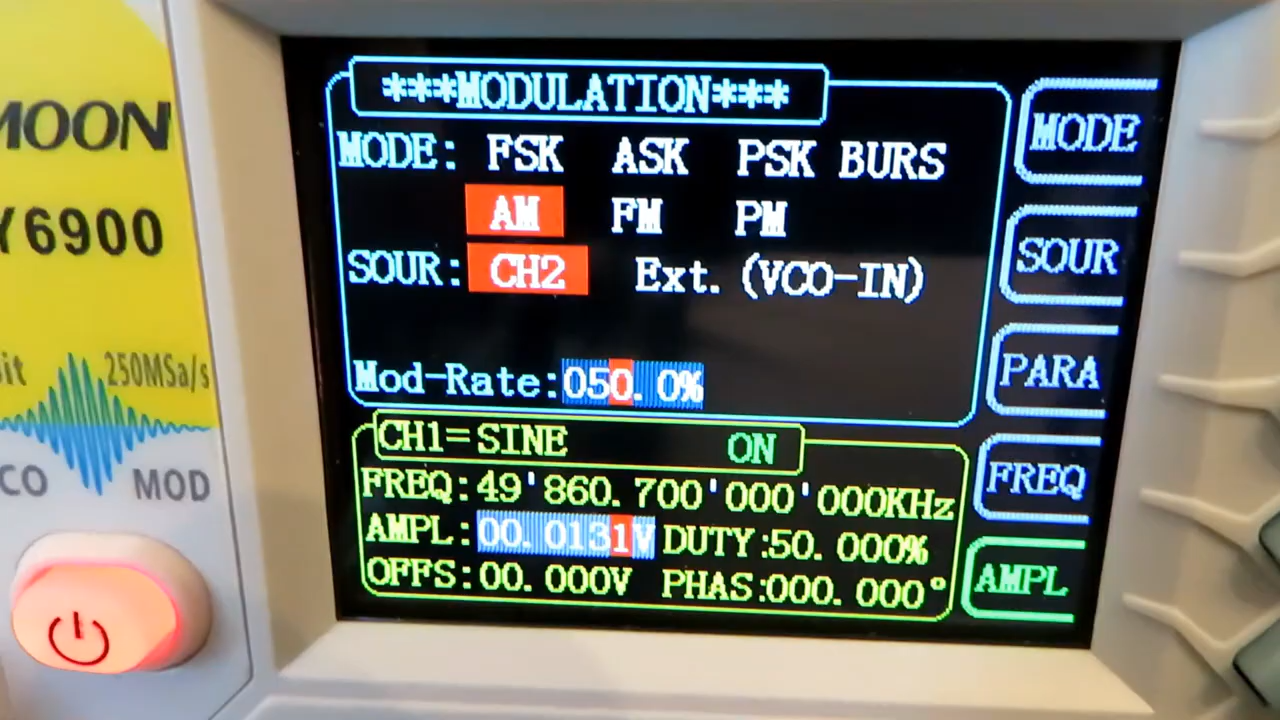 ***MODULATION***
MODE: FSK ASK PSK BURS
AM FM PM
SOUR: CH2 Ext. (VCO-IN)
Mod-Rate:050.0%
CH1=SINE ON
FREQ:49'860.700'000'000KHz
AMPL:00.0131V DUTY:50.000%
OFFS:00.000V PHAS:000.000°
MODE
SOUR
PARA
FREQ
AMPL
MOON
Y6900
250MSa/s
CO MOD